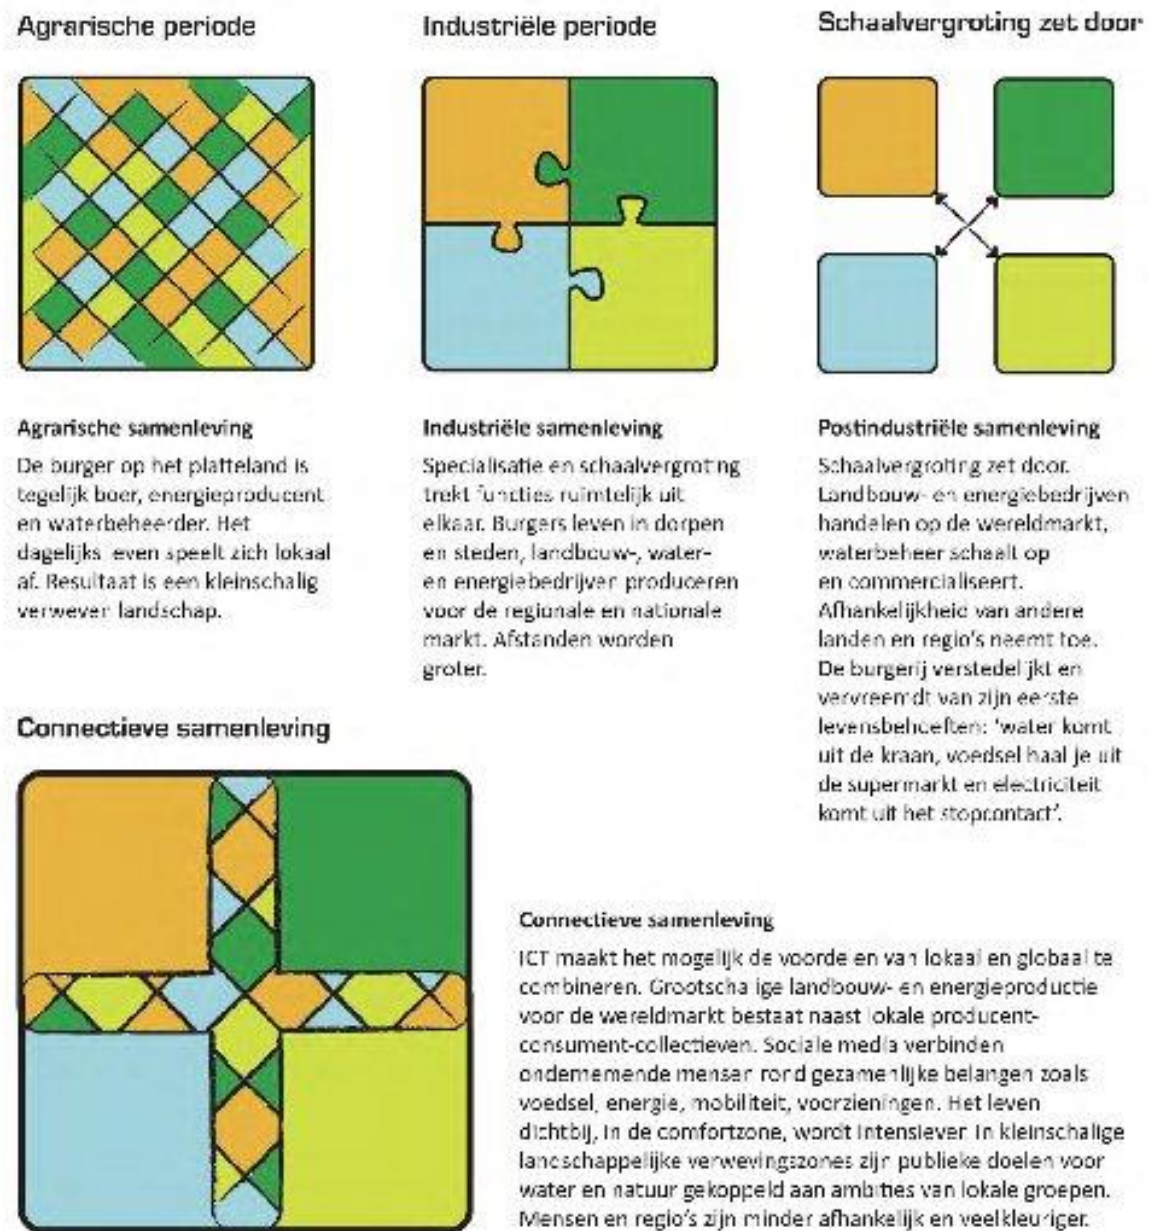 Agrarische periode
Industriële periode
Schaalvergroting zet door
Agrarische samenleving
De burger op het platteland is
tegelijk boer, energieproducent
en waterbeheerder. Het
dagelijks leven speelt zich lokaal
af. Resultaat is een kleinschalig
verweven landschap.
Industriële samenleving
Specialisatie en schaalvergroting
trekt functies ruimtelijk uit
elkaar. Burgers leven in dorpen
en steden, landbouw-, water-
en energiebedrijven produceren
voor de regionale en nationale
markt. Afstanden worden
groter.
Postindustriële samenleving
Schaalvergroting zet door.
Landbouw- en energiebedrijven
handelen op de wereldmarkt,
waterbeheer schaalt op
en commercialiseert.
Afhankelijkheid van andere
landen en regio's neemt toe.
De burgerij verstedelijkt en
vervreemdt van zijn eerste
levensbehoeften: 'water komt
uit de kraan, voedsel haal je uit
de supermarkt en electriciteit
komt uit het stopcontact'.
Connectieve samenleving
Connectieve samenleving
ICT maakt het mogelijk de voordelen van lokaal en globaal te
combineren. Grootschalige landbouw- en energieproductie
voor de wereldmarkt bestaat naast lokale producent-
consument-collectieven. Sociale media verbinden
ondernemende mensen rond gezamenlijke belangen zoals
voedsel, energie, mobiliteit, voorzieningen. Het leven
dichtbij, in de comfortzone, wordt intensiever. In kleinschalige
landschappelijke verwevingszones zijn publieke doelen voor
water en natuur gekoppeld aan ambities van lokale groepen.
Mensen en regio's zijn minder afhankelijk en veelkleuriger.